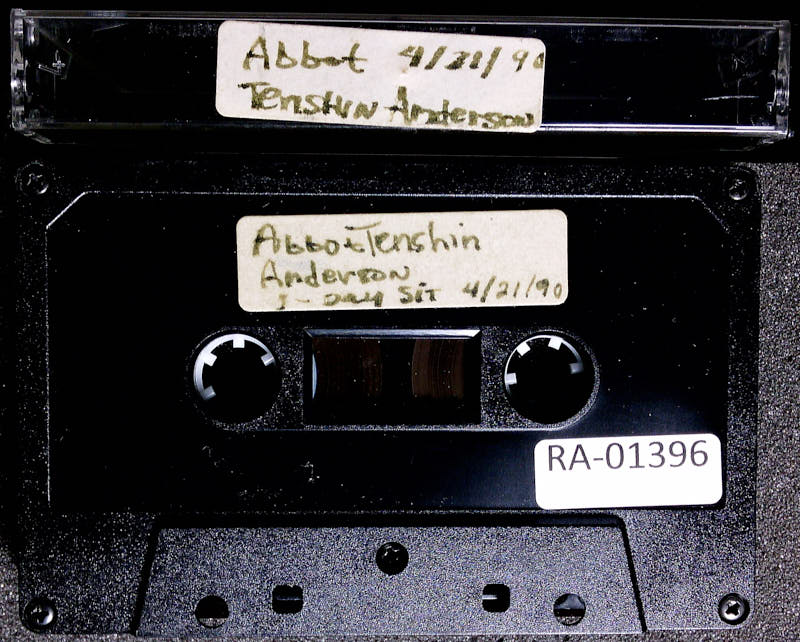 Abbot 4/21/90
Tenshin Anderson
Abbot Tenshin
Anderson
1-Day Sit 4/21/90
RA-01396